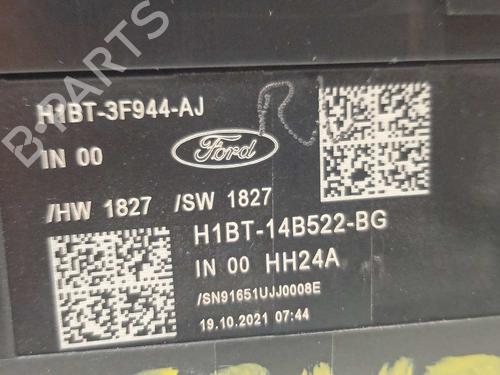 B-PARTS
H1BT-3F944-AJ
IN 00
Ford
/HW 1827 /SW 1827
H1BT-14B522-BG
IN 00 HH24A
/SN91651UJJ0008E
19.10.2021 07:44